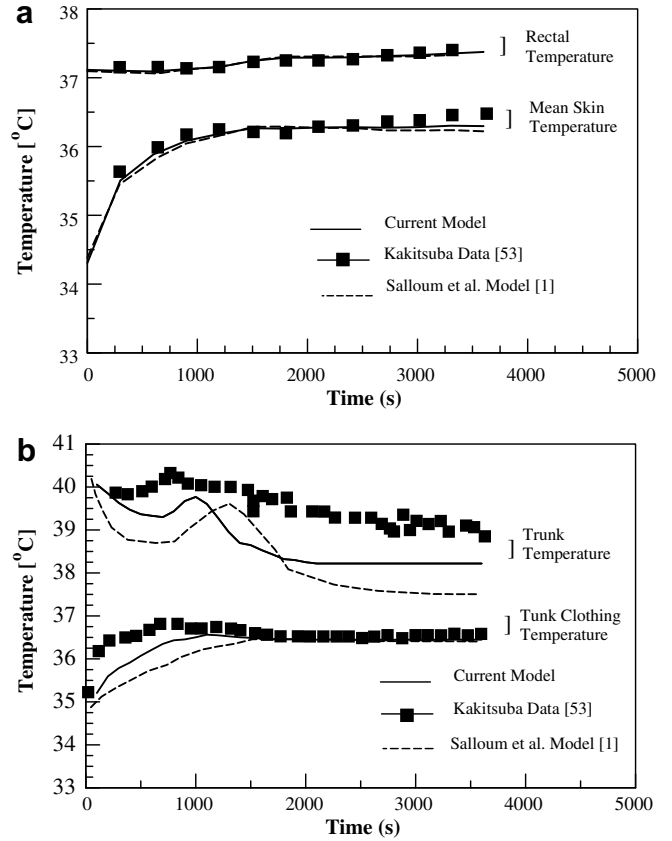 a
38
37
36
35
34
33
Temperature [°C]
0
1000
2000
3000
4000
5000
Time (s)
Rectal
Temperature
Mean Skin
Temperature
Current Model
Kakitsuba Data [53]
Salloum et al. Model [1]
b
41
40
39
38
37
36
35
34
33
Temperature [°C]
0
1000
2000
3000
4000
5000
Time (s)
Trunk
Temperature
Tunk Clothing
Temperature
Current Model
Kakitsuba Data [53]
Salloum et al. Model [1]